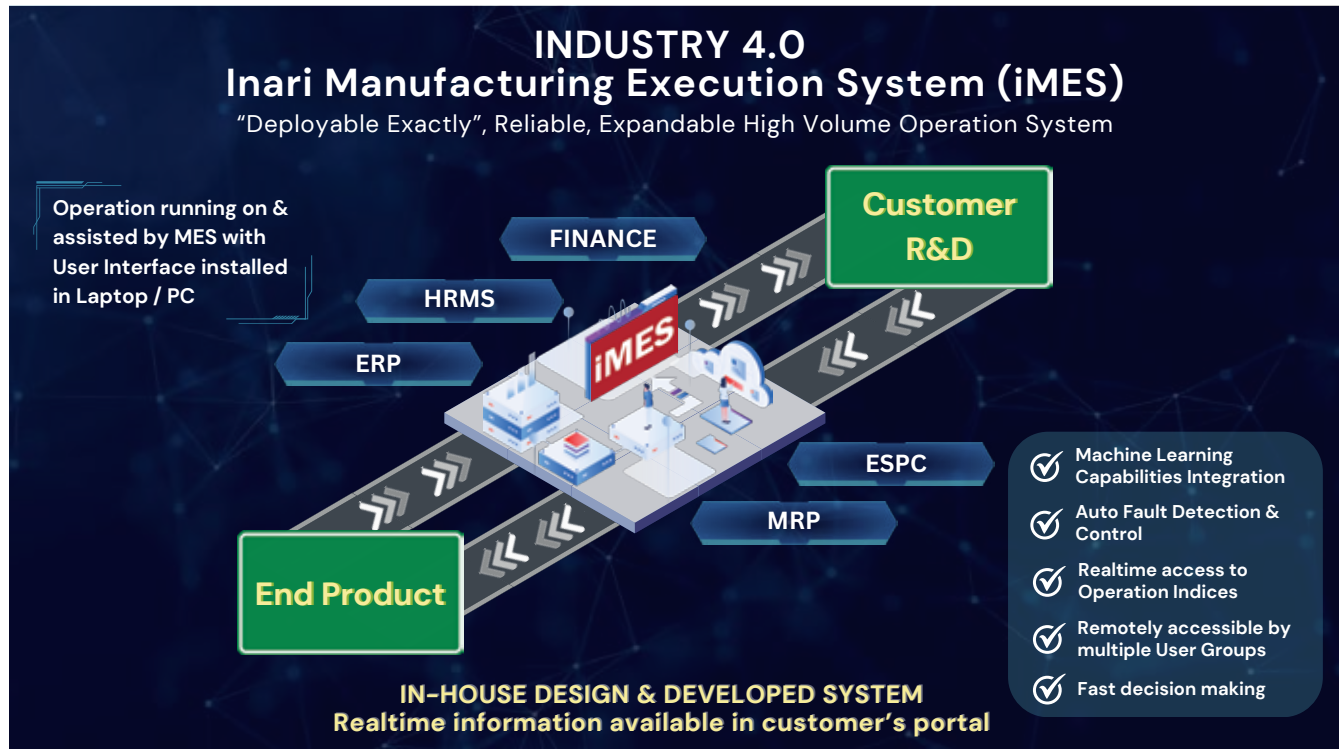 INDUSTRY 4.0
Inari Manufacturing Execution System (iMES)
“Deployable Exactly”, Reliable, Expandable High Volume Operation System
Operation running on &
assisted by MES with
User Interface installed
in Laptop / PC
FINANCE
HRMS
ERP
iMES
Customer
R&D
ESPC
MRP
End Product
Machine Learning
Capabilities Integration
Auto Fault Detection &
Control
Realtime access to
Operation Indices
Remotely accessible by
multiple User Groups
Fast decision making
IN-HOUSE DESIGN & DEVELOPED SYSTEM
Realtime information available in customer’s portal